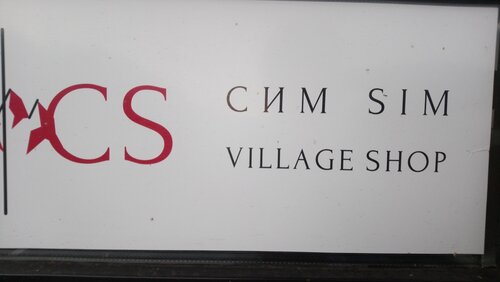 CS
СИМ SIM
VILLAGE SHOP